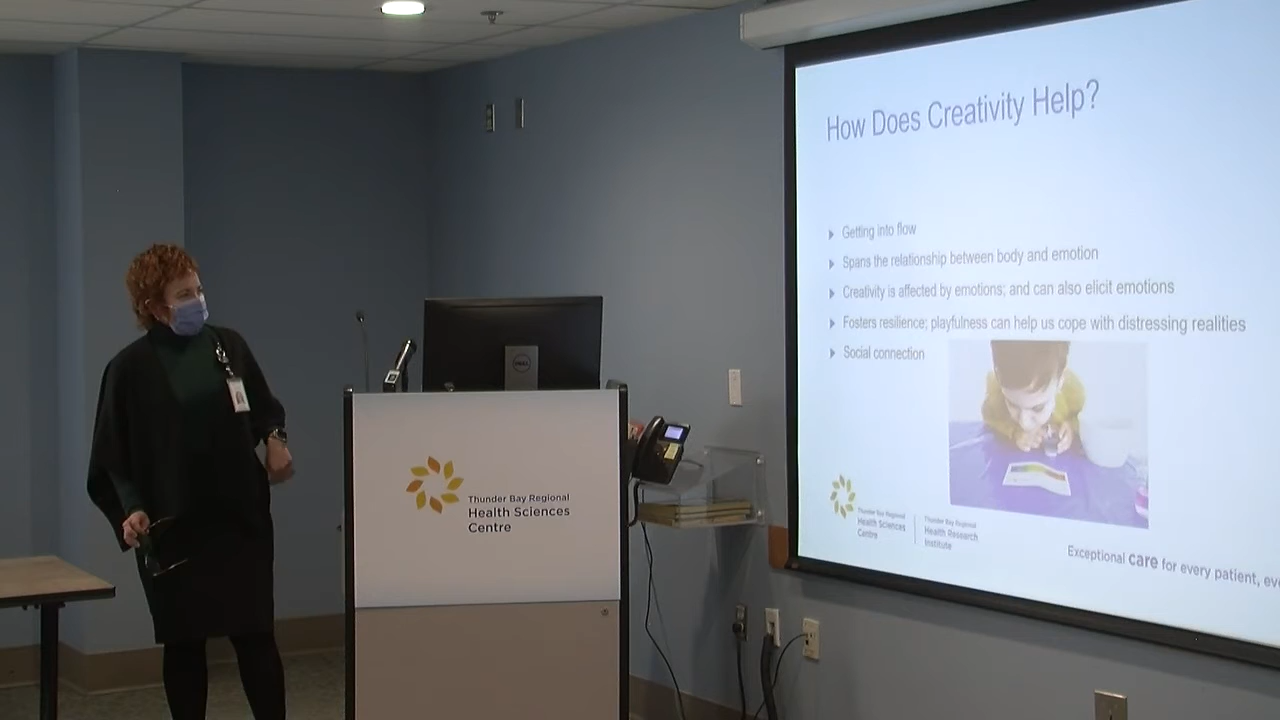 How Does Creativity Help?
Getting into flow
Spans the relationship between body and emotion
Creativity is affected by emotions; and can also elicit emotions
Fosters resilience; playfulness can help us cope with distressing realities
Social connection
Thunder Bay Regional
Health Sciences
Centre
Thunder Bay Regional
Health Research
Institute
Exceptional care for every patient,
DELL
Thunder Bay Regional
Health Sciences
Centre